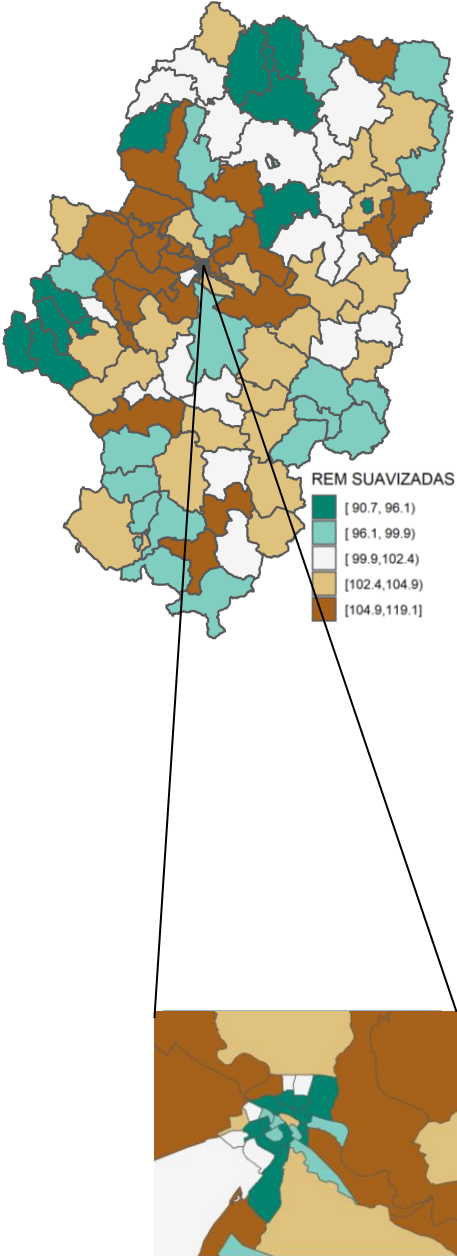 REM SUAVIZADAS
[ 90.7, 96.1)
[ 96.1, 99.9)
[ 99.9,102.4)
[102.4,104.9)
[104.9,119.1]